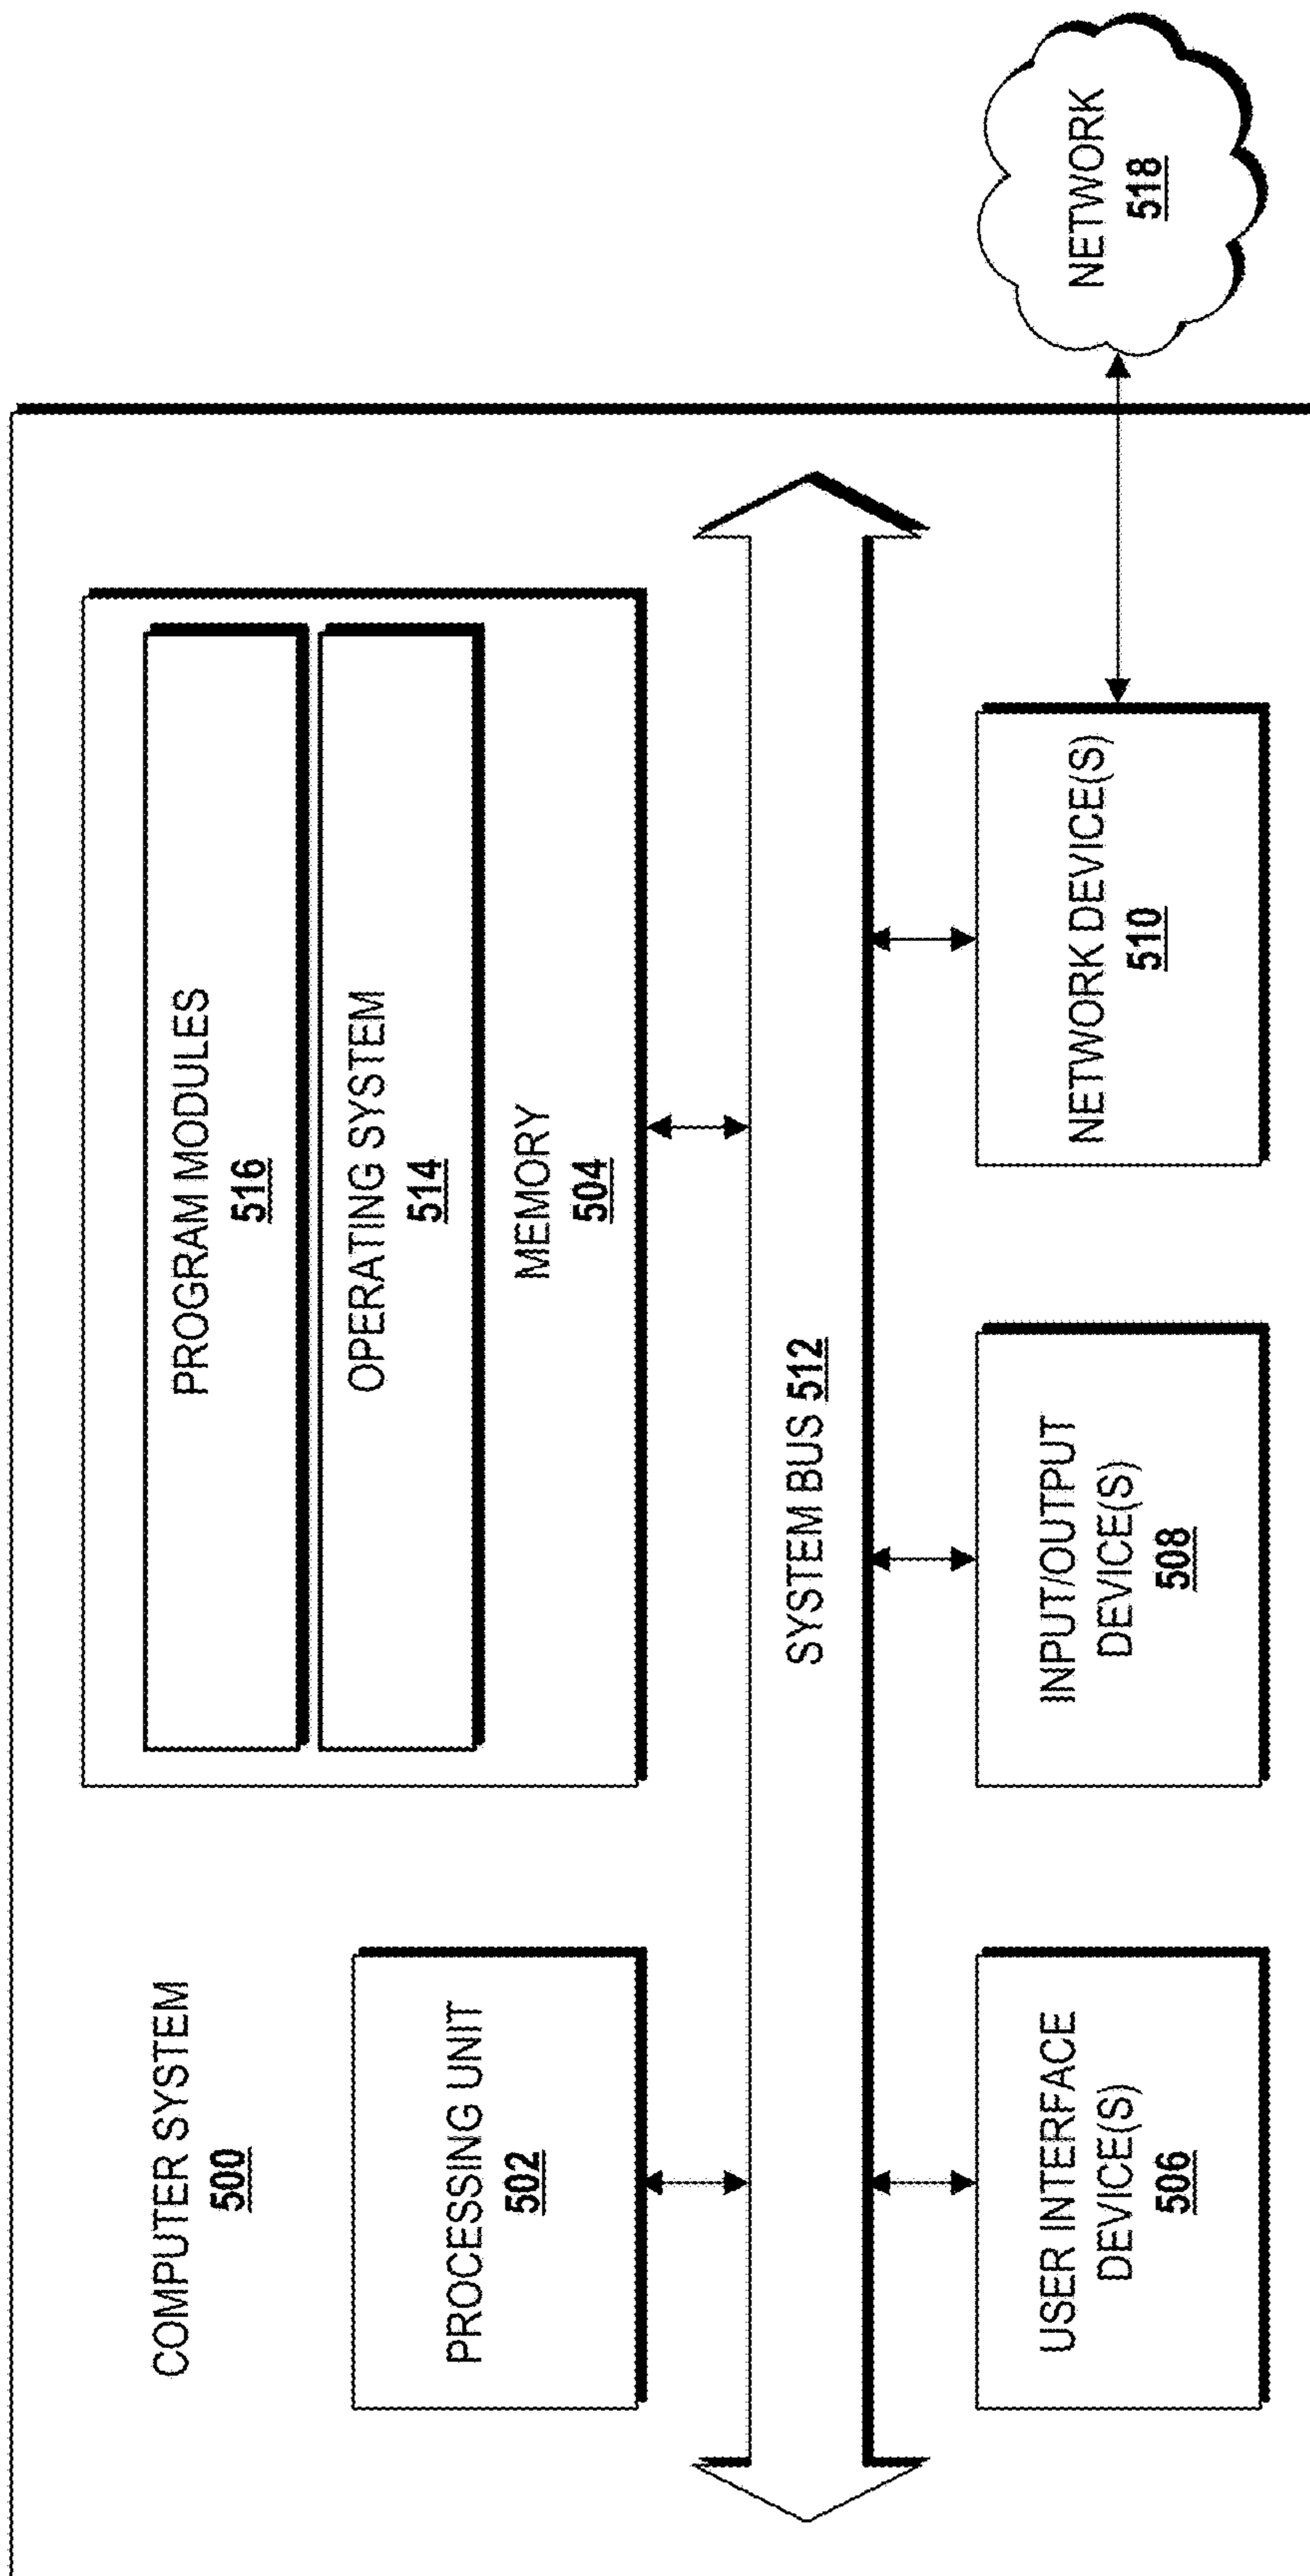 COMPUTER SYSTEM
500
PROCESSING UNIT
502
PROGRAM MODULES
516
OPERATING SYSTEM
514
MEMORY
504
SYSTEM BUS 512
USER INTERFACE
DEVICE(S)
506
INPUT/OUTPUT
DEVICE(S)
508
NETWORK DEVICE(S)
510
NETWORK
518